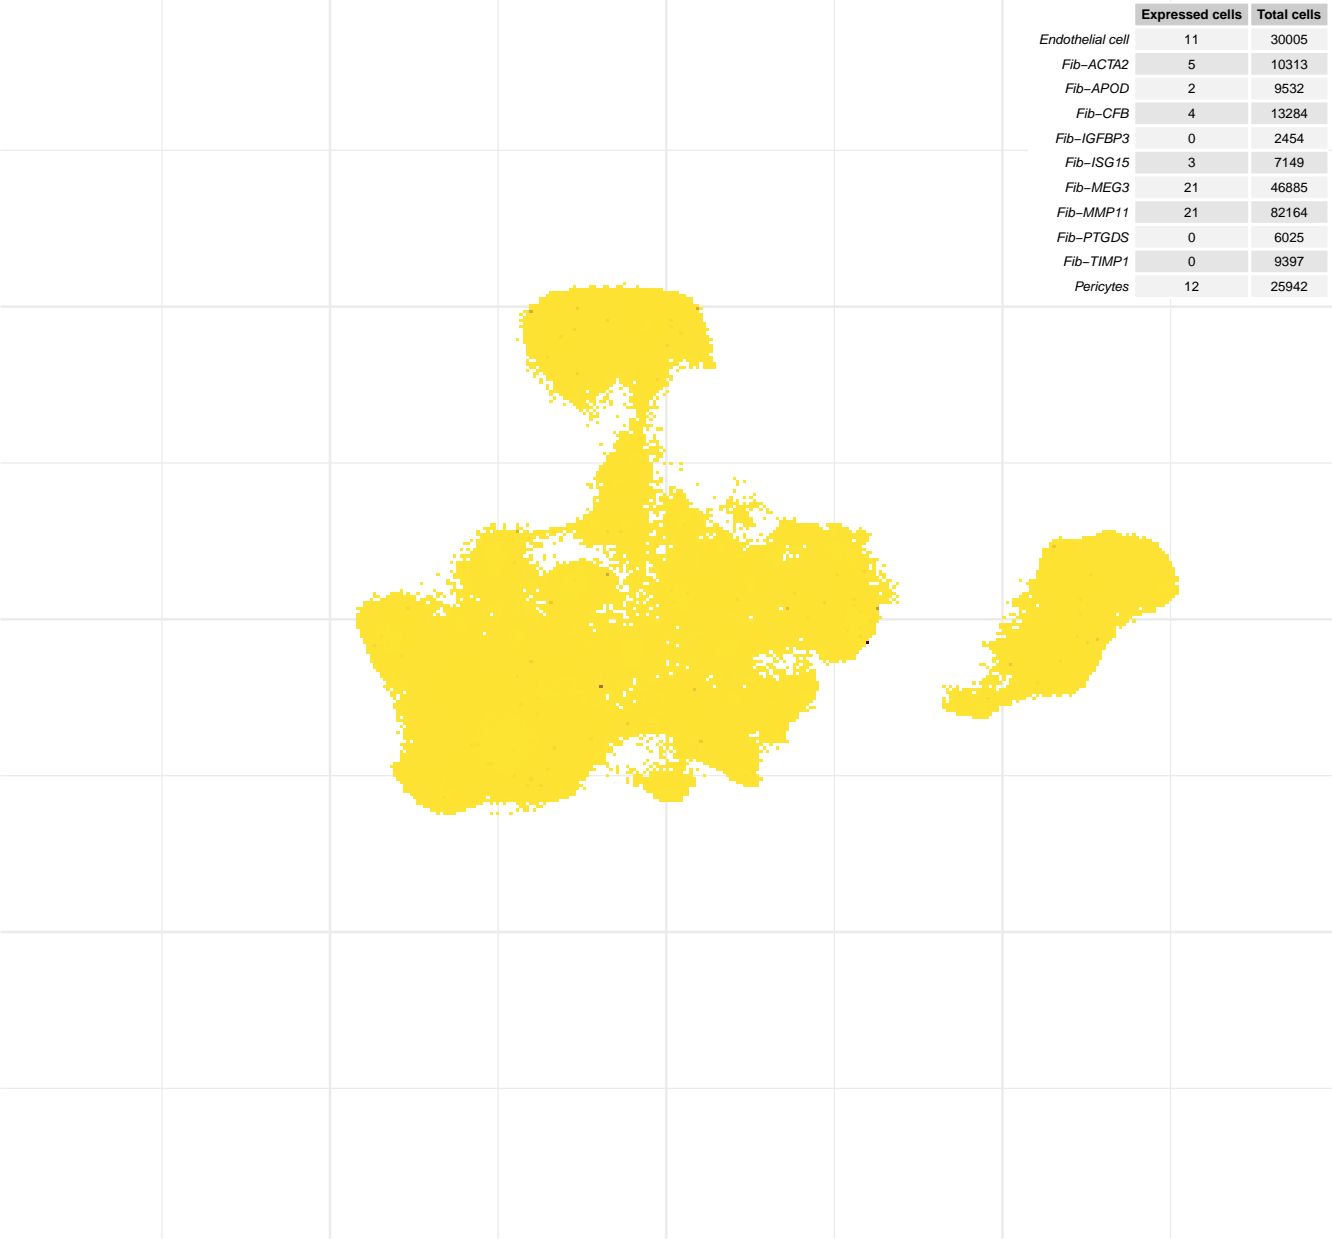 Expressed cells Total cells
Endothelial cell 11 30005
Fib−ACTA2 5 10313
Fib−APOD 2 9532
Fib−CFB 4 13284
Fib−IGFBP3 0 2454
Fib−ISG15 3 7149
Fib−MEG3 21 46885
Fib−MMP11 21 82164
Fib−PTGDS 0 6025
Fib−TIMP1 0 9397
Pericytes 12 25942